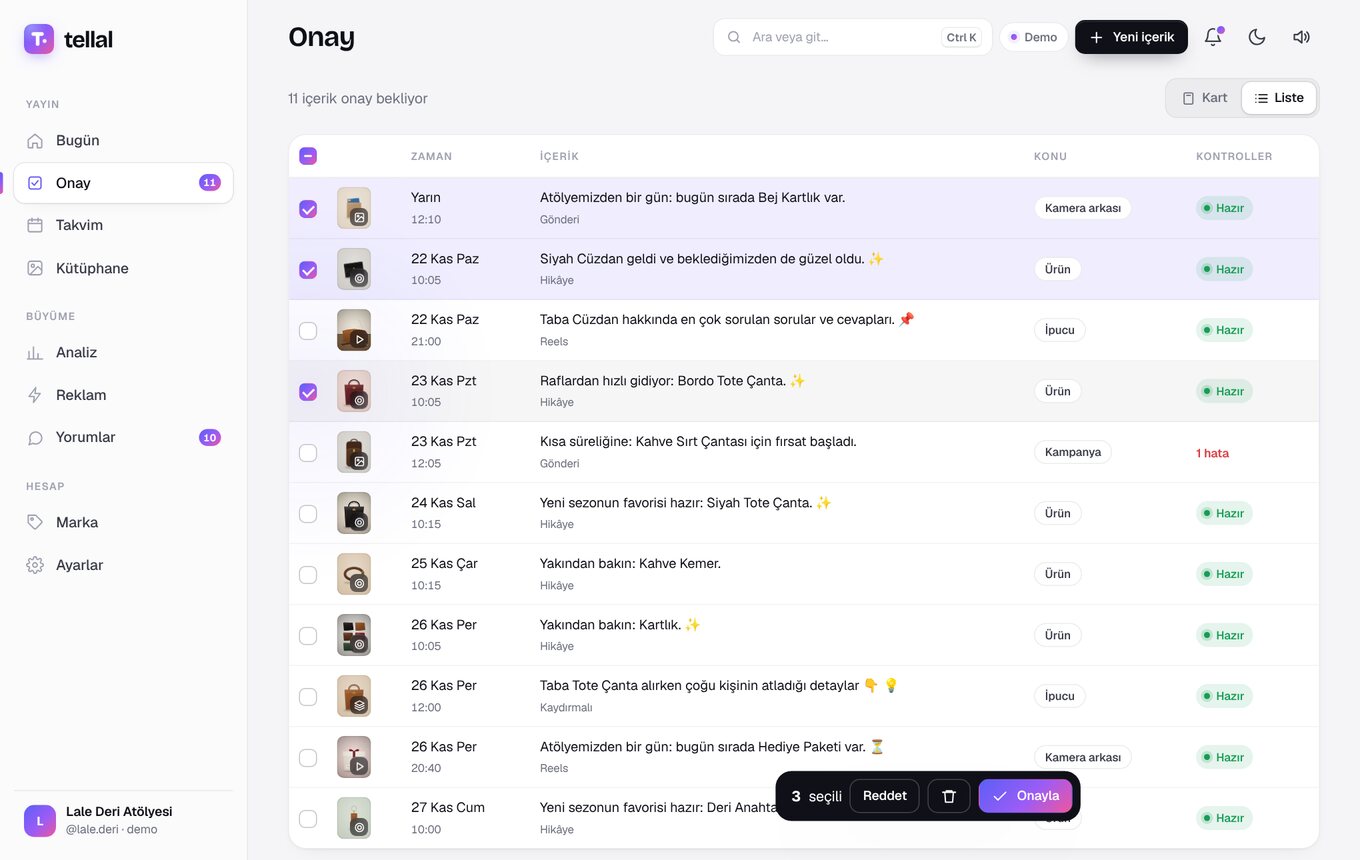 T.
tellal
YAYIN
Bugün
Onay 11
Takvim
Kütüphane
BÜYÜME
Analiz
Reklam
Yorumlar 10
HESAP
Marka
Ayarlar
L
Lale Deri Atölyesi
@lale.deri · demo
Onay
Ara veya git... Ctrl K
Demo
Yeni içerik
11 içerik onay bekliyor
Kart
Liste
ZAMAN İÇERİK KONU KONTROLLER
Yarın Atölyemizden bir gün: bugün sırada Bej Kartlık var. Kamera arkası Hazır
12:10 Gönderi
22 Kas Paz Siyah Cüzdan geldi ve beklediğimizden de güzel oldu. ✨ Ürün Hazır
10:05 Hikâye
22 Kas Paz Taba Cüzdan hakkında en çok sorulan sorular ve cevapları. 📌 İpucu Hazır
21:00 Reels
23 Kas Pzt Raflardan hızlı gidiyor: Bordo Tote Çanta. ✨ Ürün Hazır
10:05 Hikâye
23 Kas Pzt Kısa süreliğine: Kahve Sırt Çantası için fırsat başladı. Kampanya 1 hata
12:05 Gönderi
24 Kas Sal Yeni sezonun favorisi hazır: Siyah Tote Çanta. ✨ Ürün Hazır
10:15 Hikâye
25 Kas Çar Yakından bakın: Kahve Kemer. Ürün Hazır
10:15 Hikâye
26 Kas Per Yakından bakın: Kartlık. ✨ Ürün Hazır
10:05 Hikâye
26 Kas Per Taba Tote Çanta alırken çoğu kişinin atladığı detaylar 👇 💡 İpucu Hazır
12:00 Kaydırmalı
26 Kas Per Atölyemizden bir gün: bugün sırada Hediye Paketi var. ⏳ Kamera arkası Hazır
20:40 Reels
27 Kas Cum Yeni sezonun favorisi hazır: Deri Hazır
10:00 Hikâye
3 seçili Reddet Onayla